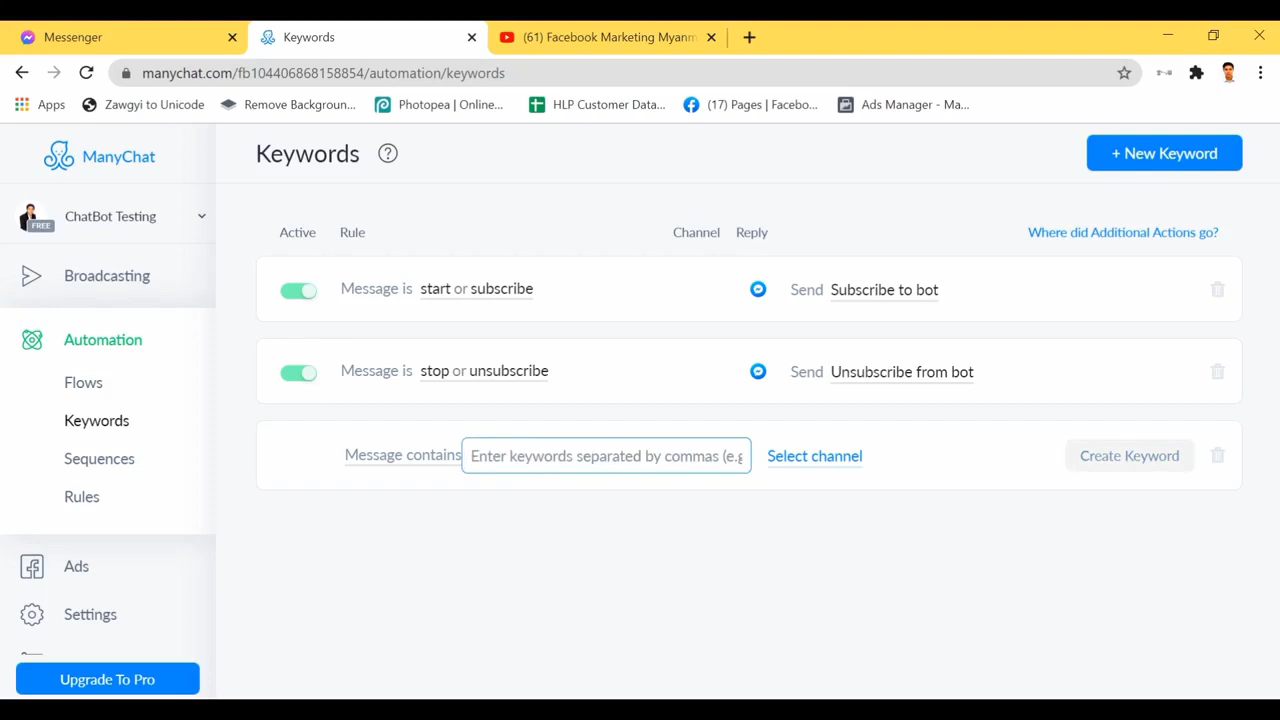 Messenger
Keywords
(61) Facebook Marketing Myanm
manychat.com/fb104406868158854/automation/keywords
Apps
Zawgyi to Unicode
Remove Backgroun...
Photopea | Online...
HLP Customer Data...
(17) Pages | Facebo...
Ads Manager - Ma...
ManyChat
Keywords
+ New Keyword
ChatBot Testing
FREE
Active Rule Channel Reply Where did Additional Actions go?
Broadcasting
Message is start or subscribe Send Subscribe to bot
Automation
Flows
Message is stop or unsubscribe Send Unsubscribe from bot
Keywords
Message contains Enter keywords separated by commas (e.g Select channel Create Keyword
Sequences
Rules
Ads
Settings
Upgrade To Pro